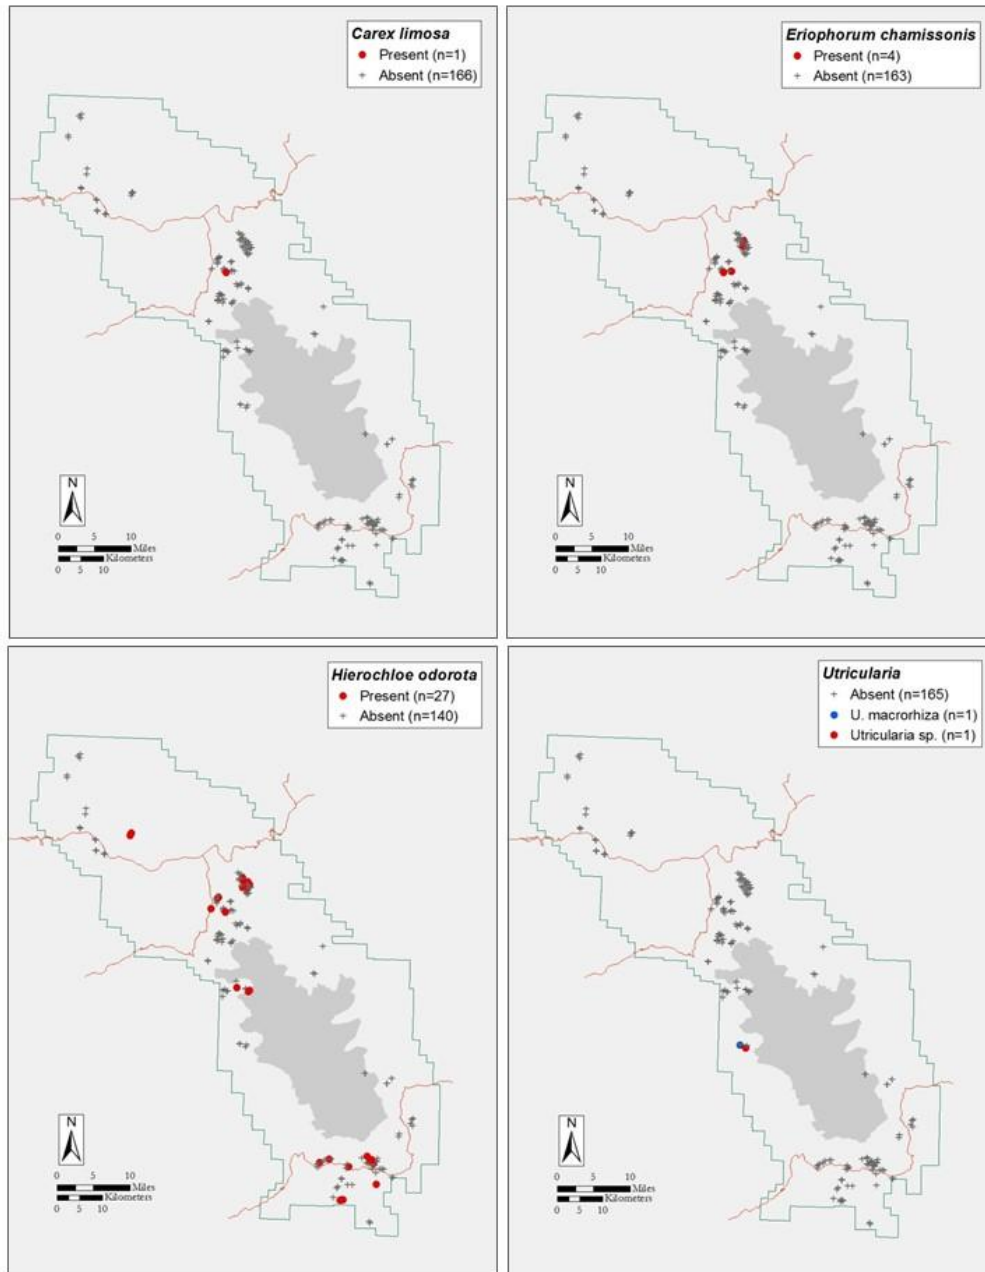 Carex limosa
Present (n=1)
Absent (n=166)
N
0 5 10
Miles
Kilometers
0 5 10
Eriophorum chamissonis
Present (n=4)
Absent (n=163)
N
0 5 10
Miles
Kilometers
0 5 10
Hierochloe odorota
Present (n=27)
Absent (n=140)
N
0 5 10
Miles
Kilometers
0 5 10
Utricularia
Absent (n=165)
U. macrorhiza (n=1)
Utricularia sp. (n=1)
N
0 5 10
Miles
Kilometers
0 5 10